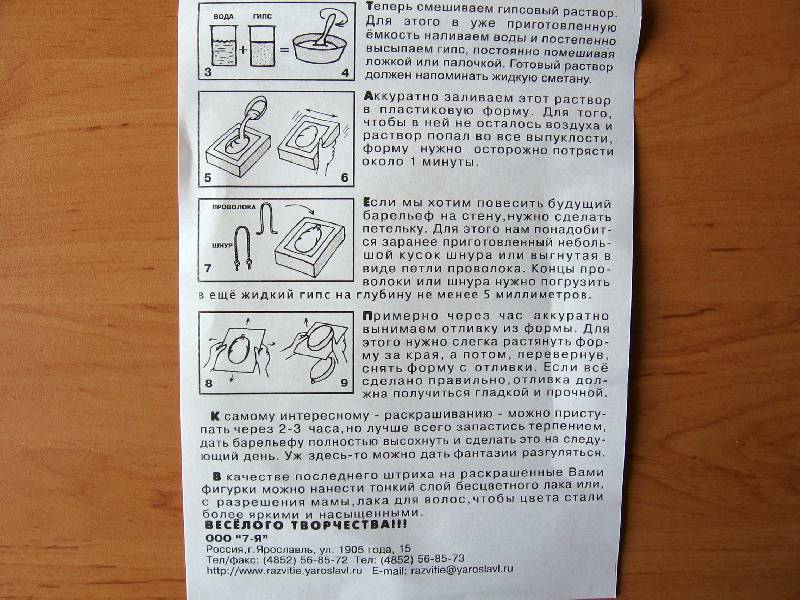 ВОДА ГИПС
+ =
3 4
Теперь смешиваем гипсовый раствор.
Для этого в уже приготовленную
ёмкость наливаем воды и постепенно
высыпаем гипс, постоянно помешивая
ложкой или палочкой. Готовый раствор
должен напоминать жидкую сметану.
5 6
Аккуратно заливаем этот раствор
в пластиковую форму. Для того,
чтобы в ней не осталось воздуха и
раствор попал во все выпуклости,
форму нужно осторожно потрясти
около 1 минуты.
ПРОВОЛОКА
ШНУР
7
Если мы хотим повесить будущий
барельеф на стену, нужно сделать
петельку. Для этого нам понадобит-
ся заранее приготовленный неболь-
шой кусок шнура или выгнутая в
виде петли проволока. Концы про-
волоки или шнура нужно погрузить
в ещё жидкий гипс на глубину не менее 5 миллиметров.
8 9
Примерно через час аккуратно
вынимаем отливку из формы. Для
этого нужно слегка растянуть фор-
му за края, а потом, перевернув,
снять форму с отливки. Если всё
сделано правильно, отливка дол-
жна получиться гладкой и прочной.
К самому интересному - раскрашиванию - можно присту-
пать через 2-3 часа, но лучше всего запастись терпением,
дать барельефу полностью высохнуть и сделать это на следу-
ющий день. Уж здесь-то можно дать фантазии разгуляться.
В качестве последнего штриха на раскрашенные Вами
фигурки можно нанести тонкий слой бесцветного лака или,
с разрешения мамы, лака для волос, чтобы цвета стали
более яркими и насыщенными.
ВЕСЁЛОГО ТВОРЧЕСТВА!!!
ООО "7-Я"
Россия, г.Ярославль, ул. 1905 года, 15
Тел/факс: (4852) 56-85-72 Тел: (4852) 56-85-73
http://www.razvitie.yaroslavl.ru E-mail: razvitie@yaroslavl.ru